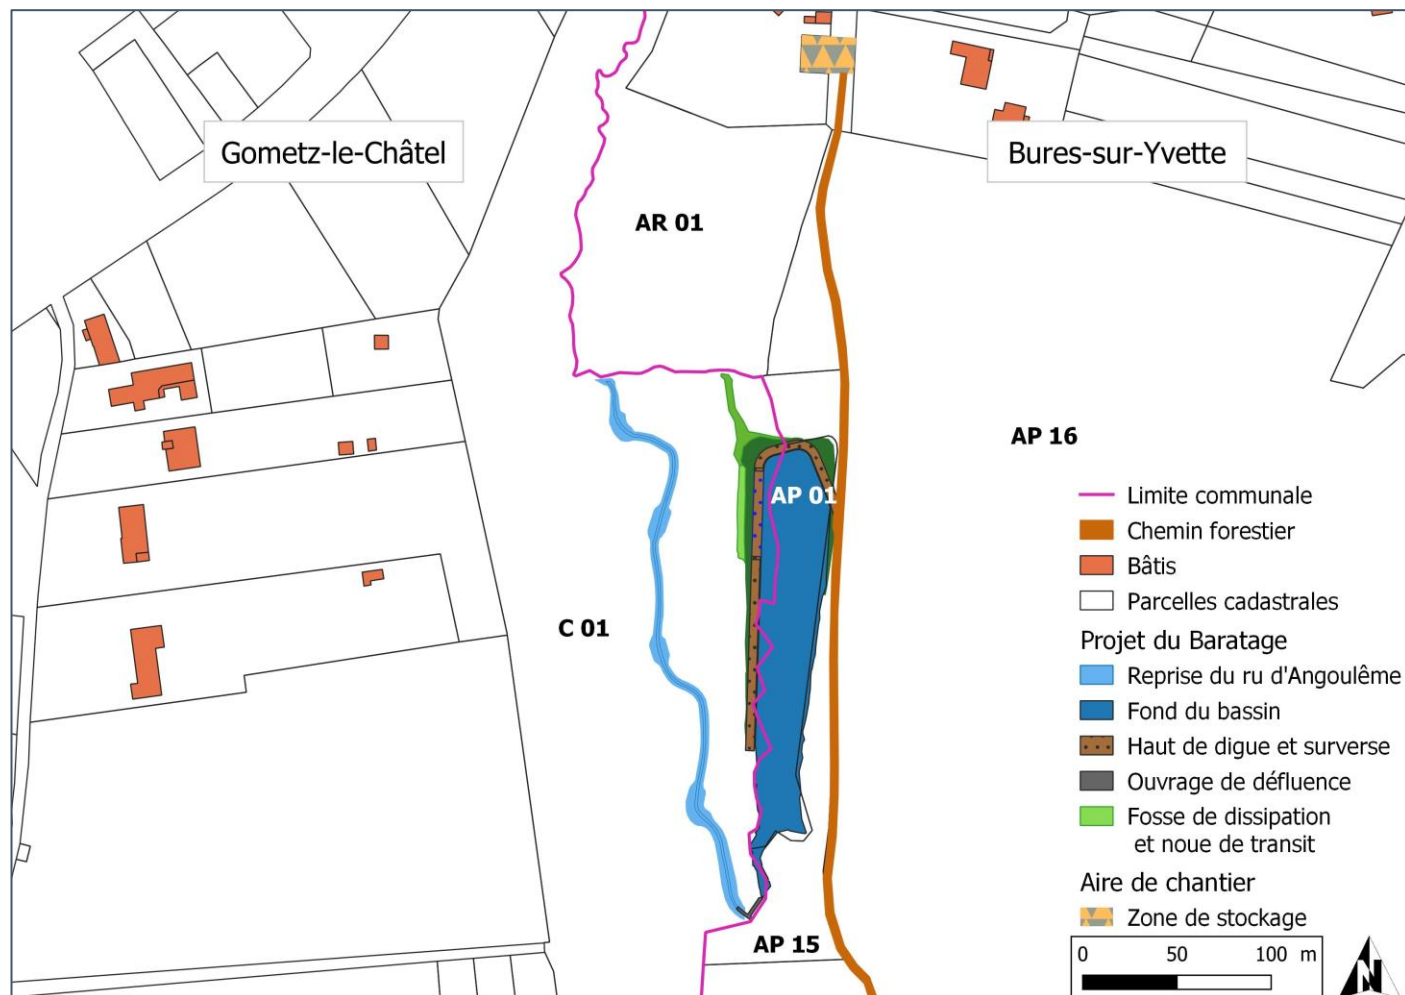 Gometz-le-Châtel
Bures-sur-Yvette
AR 01
AP 16
AP 01
C 01
AP 15
Limite communale
Chemin forestier
Bâtis
Parcelles cadastrales
Projet du Baratage
Reprise du ru d'Angoulême
Fond du bassin
Haut de digue et surverse
Ouvrage de défluence
Fosse de dissipation
et noue de transit
Aire de chantier
Zone de stockage
0 50 100 m
N